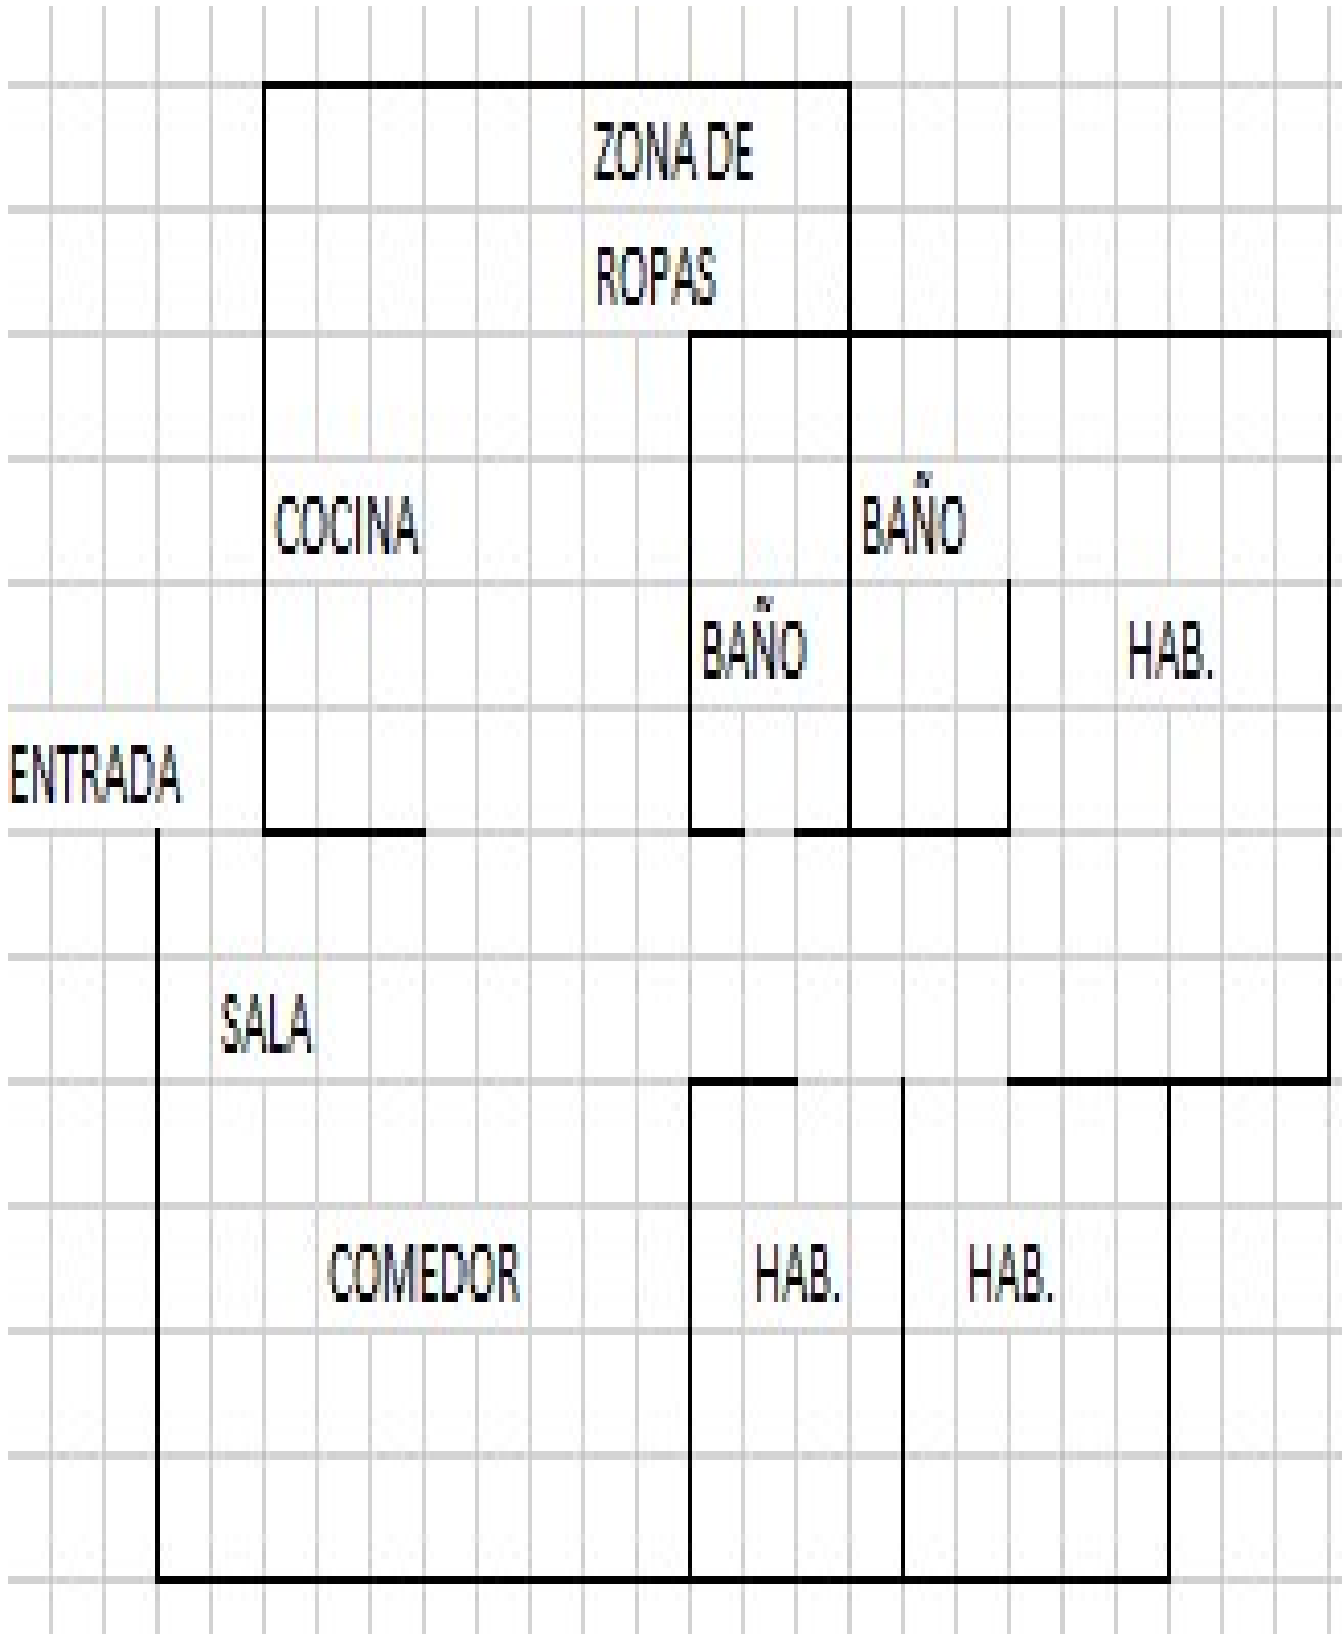 ZONA DE
ROPAS
COCINA
BAÑO
BAÑO
HAB.
ENTRADA
SALA
COMEDOR
HAB.
HAB.